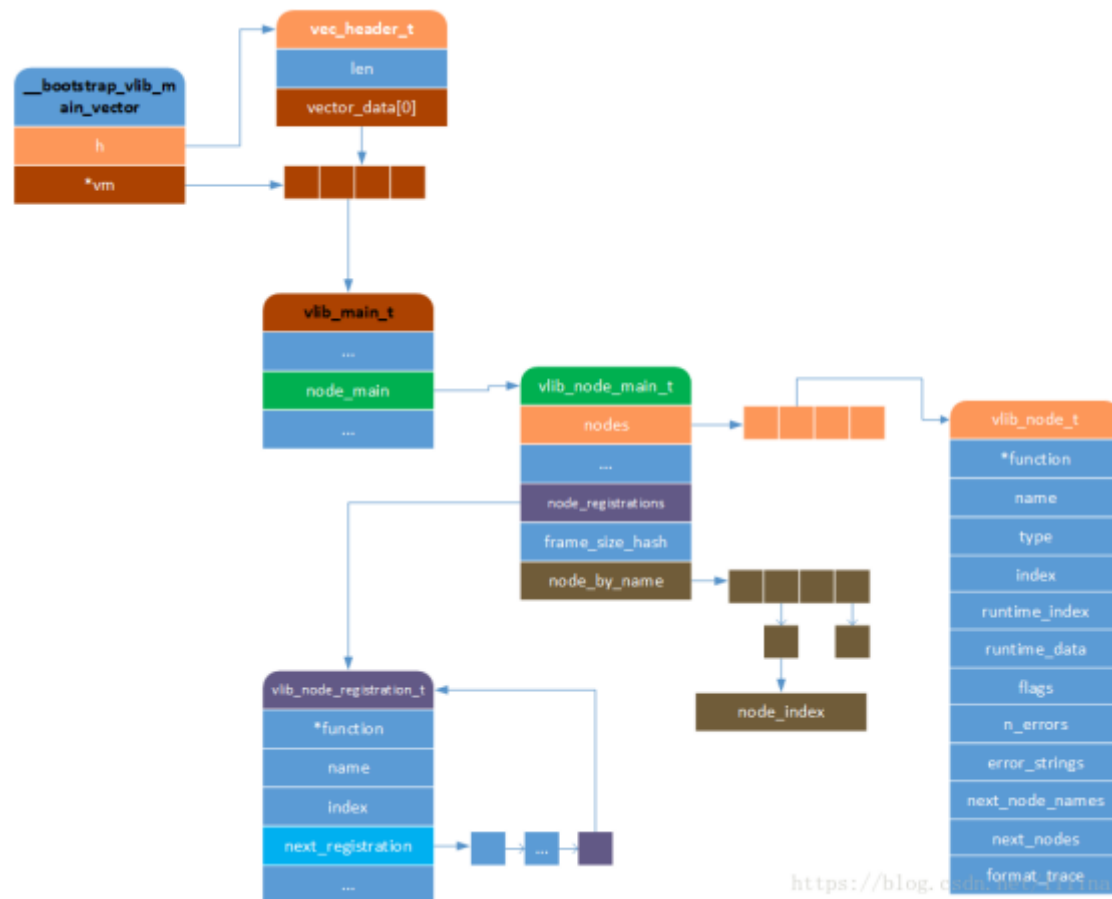 vec_header_t
len
vector_data[0]
__bootstrap_vlib_m
ain_vector
h
*vm
vlib_main_t
...
node_main
...
vlib_node_main_t
nodes
...
node_registrations
frame_size_hash
node_by_name
node_index
vlib_node_t
*function
name
type
index
runtime_index
runtime_data
flags
n_errors
error_strings
next_node_names
next_nodes
format_trace
vlib_node_registration_t
*function
name
index
next_registration
...
...
https://blog.csdn.net